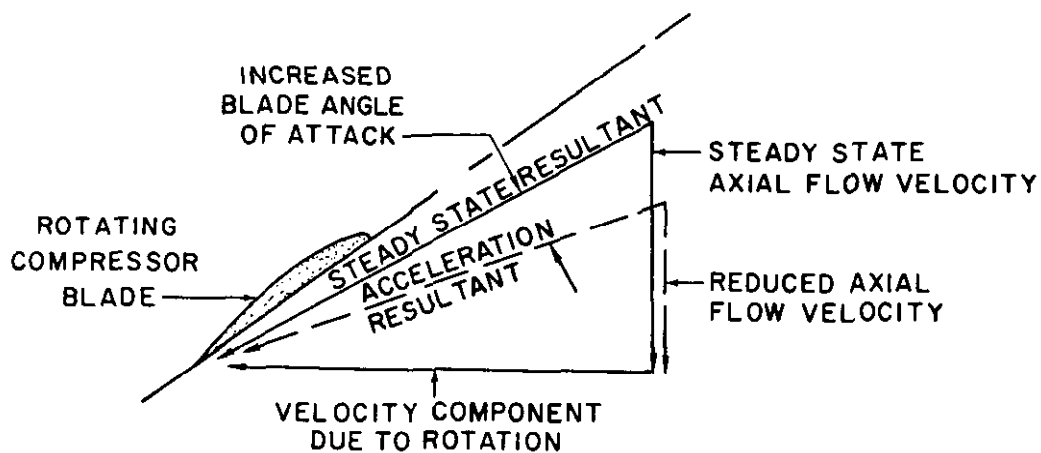 INCREASED
BLADE ANGLE
OF ATTACK
STEADY STATE RESULTANT
STEADY STATE
AXIAL FLOW VELOCITY
ROTATING
COMPRESSOR
BLADE
ACCELERATION
RESULTANT
REDUCED AXIAL
FLOW VELOCITY
VELOCITY COMPONENT
DUE TO ROTATION